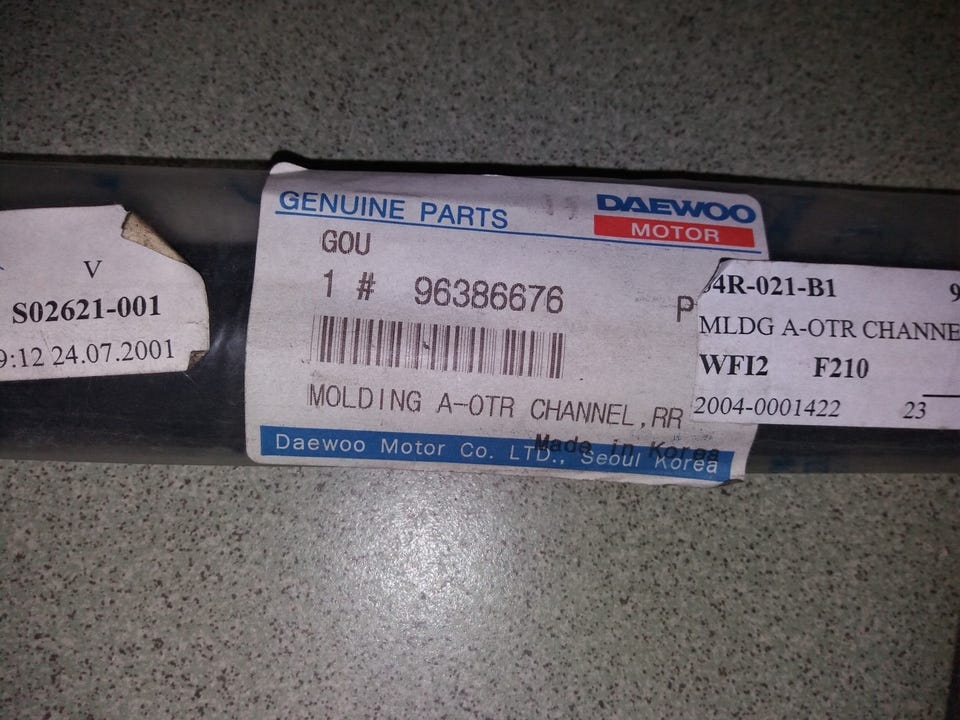 V
S02621-001
9:12 24.07.2001
GENUINE PARTS
DAEWOO
MOTOR
GOU
1 # 96386676 P
MOLDING A-OTR CHANNEL,RR
Made in Korea
Daewoo Motor Co. LTD., Seoul Korea
4R-021-B1 9
MLDG A-OTR CHANNE
WFI2 F210
2004-0001422 23